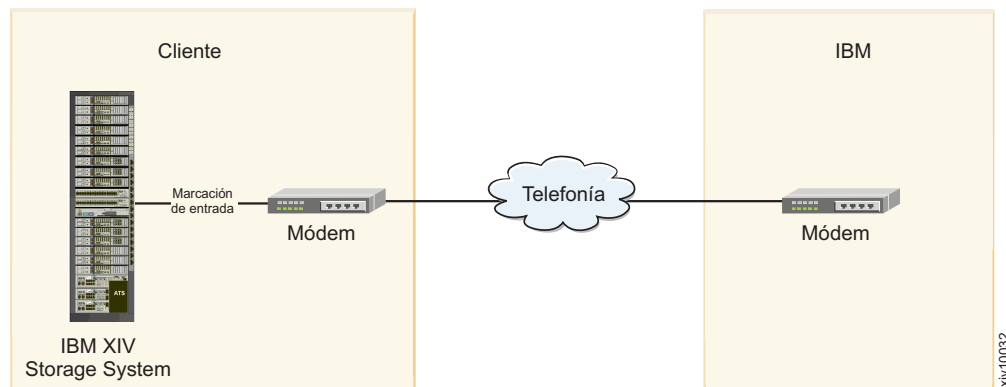 Cliente
IBM
Marcación
de entrada
Telefonía
Módem
Módem
ATS
IBM XIV
Storage System
xiv10032